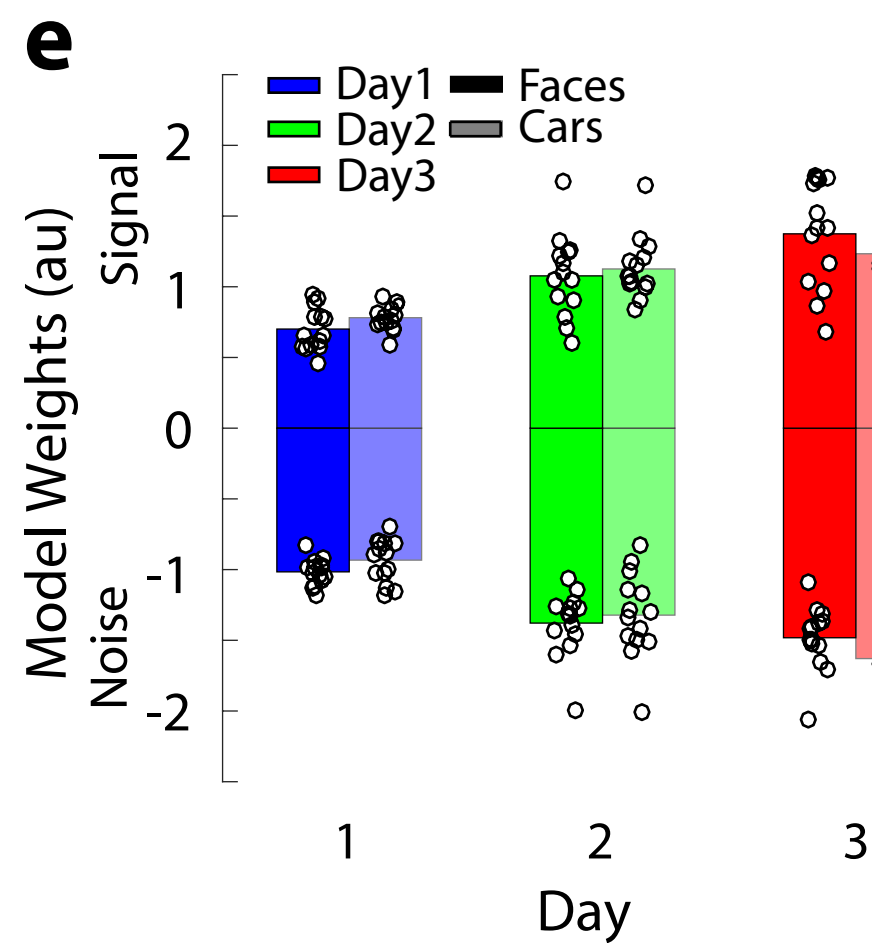 e
Day1
Faces
Day2
Cars
Day3
Model Weights (au)
Signal
Noise
2
1
0
-1
-2
1
2
3
Day